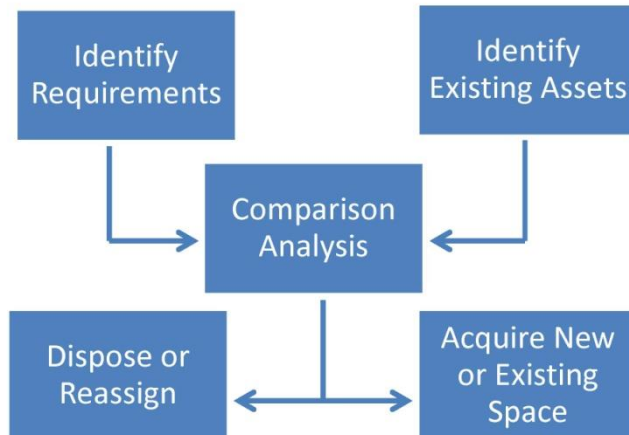 Identify
Requirements
Identify
Existing Assets
Comparison
Analysis
Dispose or
Reassign
Acquire New
or Existing
Space